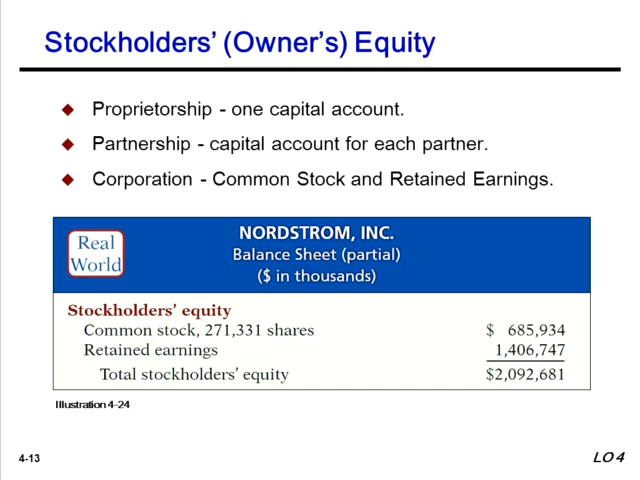 Stockholders' (Owner's) Equity
◆ Proprietorship - one capital account.
◆ Partnership - capital account for each partner.
◆ Corporation - Common Stock and Retained Earnings.
Real
World
NORDSTROM, INC.
Balance Sheet (partial)
($ in thousands)
Stockholders' equity
Common stock, 271,331 shares $ 685,934
Retained earnings 1,406,747
Total stockholders' equity $2,092,681
Illustration 4-24
4-13
LO 4